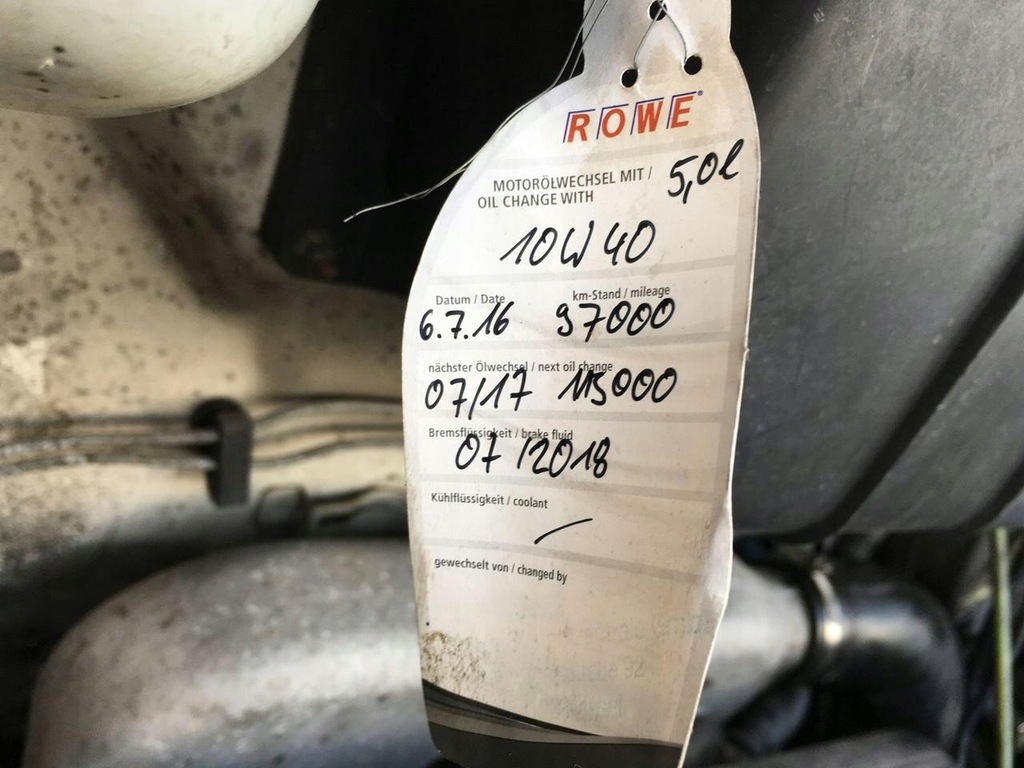 ROWE
MOTORÖLWECHSEL MIT / 5,0l
OIL CHANGE WITH
10W40
Datum / Date km-Stand / mileage
6.7.16 97000
nächster Ölwechsel / next oil change
07/17 115000
Bremsflüssigkeit / brake fluid
07/2018
Kühlflüssigkeit / coolant
gewechselt von / changed by